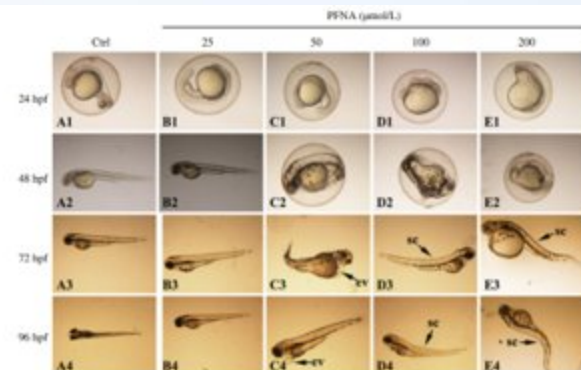 PFNA (μmol/L)
Ctrl 25 50 100 200
24 hpf
A1 B1 C1 D1 E1
48 hpf
A2 B2 C2 D2 E2
sc sc
72 hpf
A3 B3 C3 ev D3 E3
sc
sc
96 hpf
A4 B4 C4 ev D4 E4